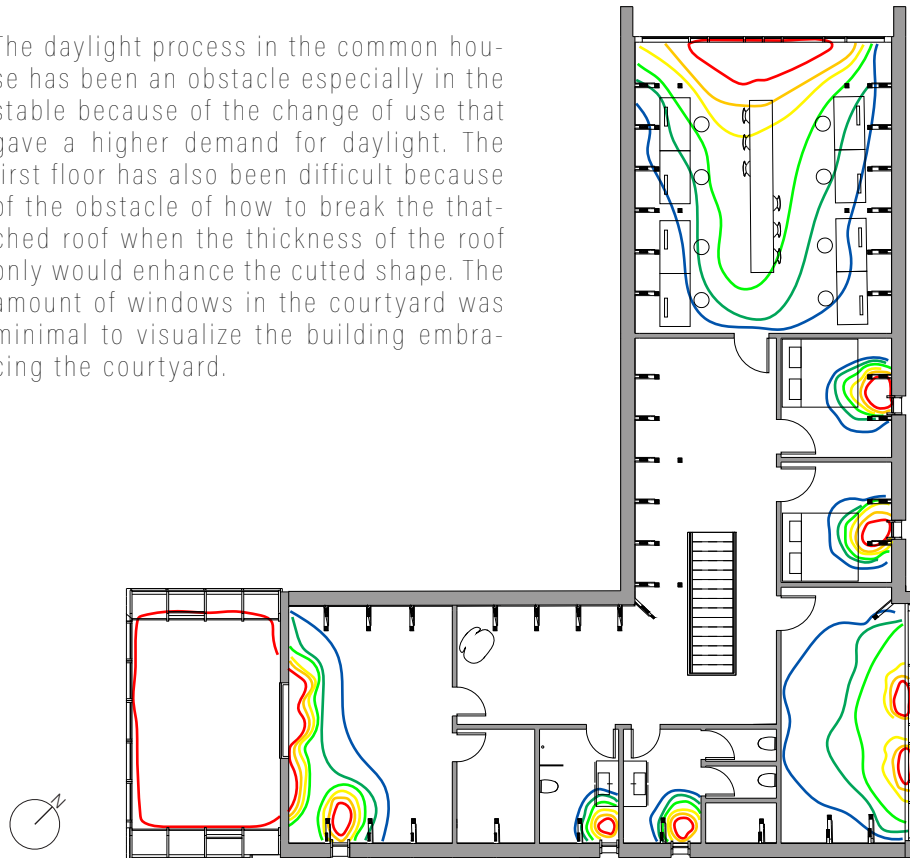 The daylight process in the common hou-
se has been an obstacle especially in the
stable because of the change of use that
gave a higher demand for daylight. The
first floor has also been difficult because
of the obstacle of how to break the that-
ched roof when the thickness of the roof
only would enhance the cutted shape. The
amount of windows in the courtyard was
minimal to visualize the building embra-
cing the courtyard.
N